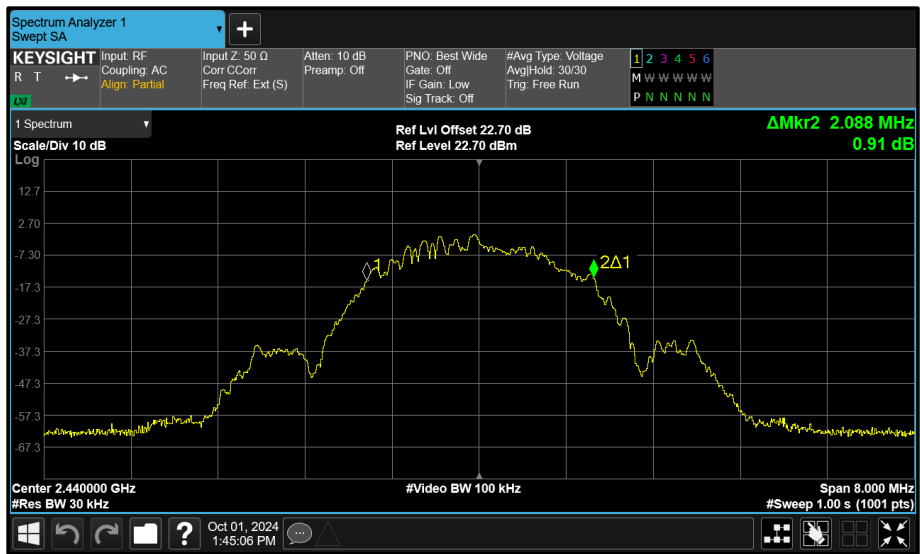 Spectrum Analyzer 1
Swept SA
+
KEYSIGHT
R T
LXI
Input: RF
Coupling: AC
Align: Partial
Input Z: 50 Ω
Corr CCorr
Freq Ref: Ext (S)
Atten: 10 dB
Preamp: Off
PNO: Best Wide
Gate: Off
IF Gain: Low
Sig Track: Off
#Avg Type: Voltage
Avg|Hold: 30/30
Trig: Free Run
1 2 3 4 5 6
M W W W W W
P N N N N N
1 Spectrum
Scale/Div 10 dB
Ref Lvl Offset 22.70 dB
Ref Level 22.70 dBm
ΔMkr2 2.088 MHz
0.91 dB
Log
12.7
2.70
-7.30
-17.3
-27.3
-37.3
-47.3
-57.3
-67.3
1
2Δ1
Center 2.440000 GHz
#Res BW 30 kHz
#Video BW 100 kHz
Span 8.000 MHz
#Sweep 1.00 s (1001 pts)
?
Oct 01, 2024
1:45:06 PM